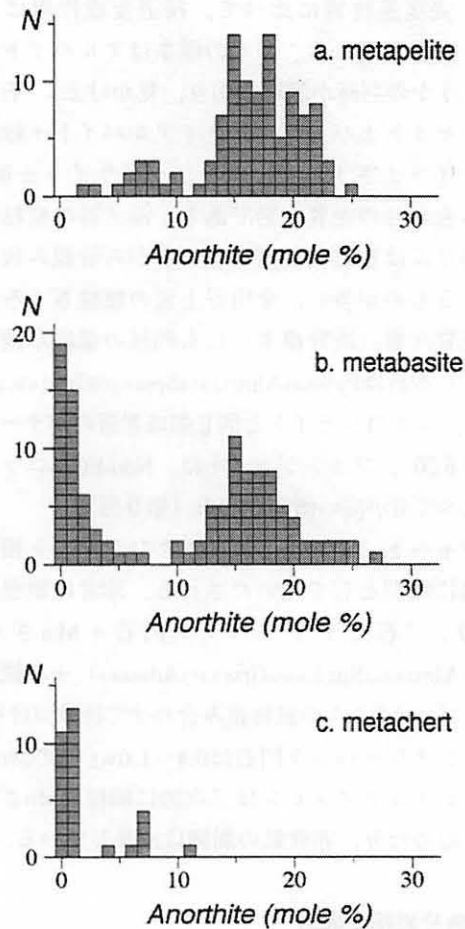 N
a. metapelite
10
0
0 10 20 30
Anorthite (mole %)
N
20
b. metabasite
10
0
0 10 20 30
Anorthite (mole %)
N
c. metachert
10
0
0 10 20 30
Anorthite (mole %)